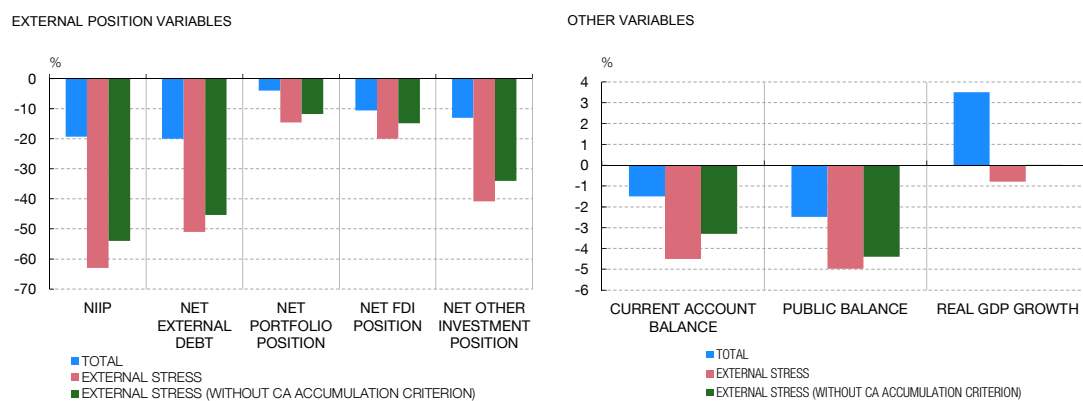 EXTERNAL POSITION VARIABLES
%
0
-10
-20
-30
-40
-50
-60
-70
NIIP
NET
EXTERNAL
DEBT
NET
PORTFOLIO
POSITION
NET FDI
POSITION
NET OTHER
INVESTMENT
POSITION
TOTAL
EXTERNAL STRESS
EXTERNAL STRESS (WITHOUT CA ACCUMULATION CRITERION)
OTHER VARIABLES
%
4
3
2
1
0
-1
-2
-3
-4
-5
-6
CURRENT ACCOUNT
BALANCE
PUBLIC BALANCE
REAL GDP GROWTH
TOTAL
EXTERNAL STRESS
EXTERNAL STRESS (WITHOUT CA ACCUMULATION CRITERION)